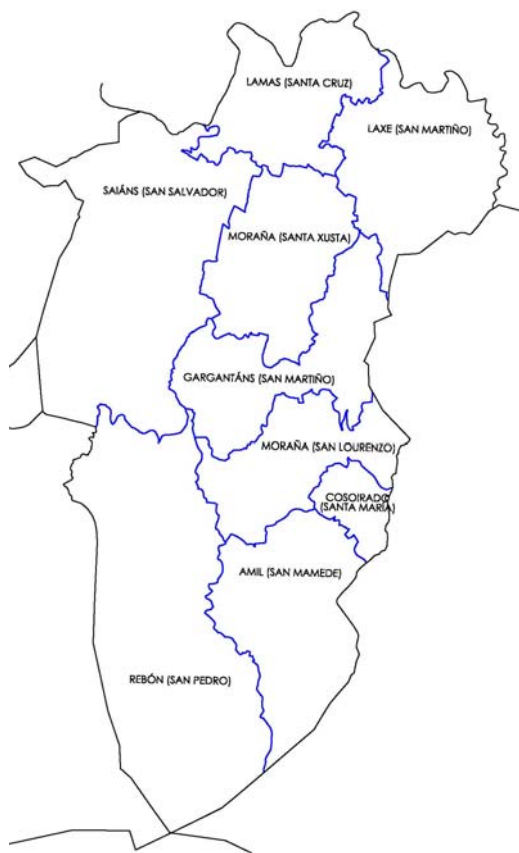 LAMAS (SANTA CRUZ)
LAXE (SAN MARTIÑO)
SAIÁNS (SAN SALVADOR)
MORAÑA (SANTA XUSTA)
GARGANTÁNS (SAN MARTIÑO)
MORAÑA (SAN LOURENZO)
COSOIRADO
(SANTA MARÍA)
AMIL (SAN MAMEDE)
REBÓN (SAN PEDRO)